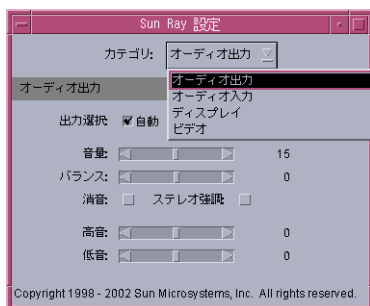 Sun Ray 設定
カテゴリ: オーディオ出力
オーディオ出力
オーディオ入力
ディスプレイ
ビデオ
オーディオ出力
出力選択: 自動
音量: 15
バランス: 0
消音: ステレオ強調:
高音: 0
低音: 0
Copyright 1998 - 2002 Sun Microsystems, Inc. All rights reserved.